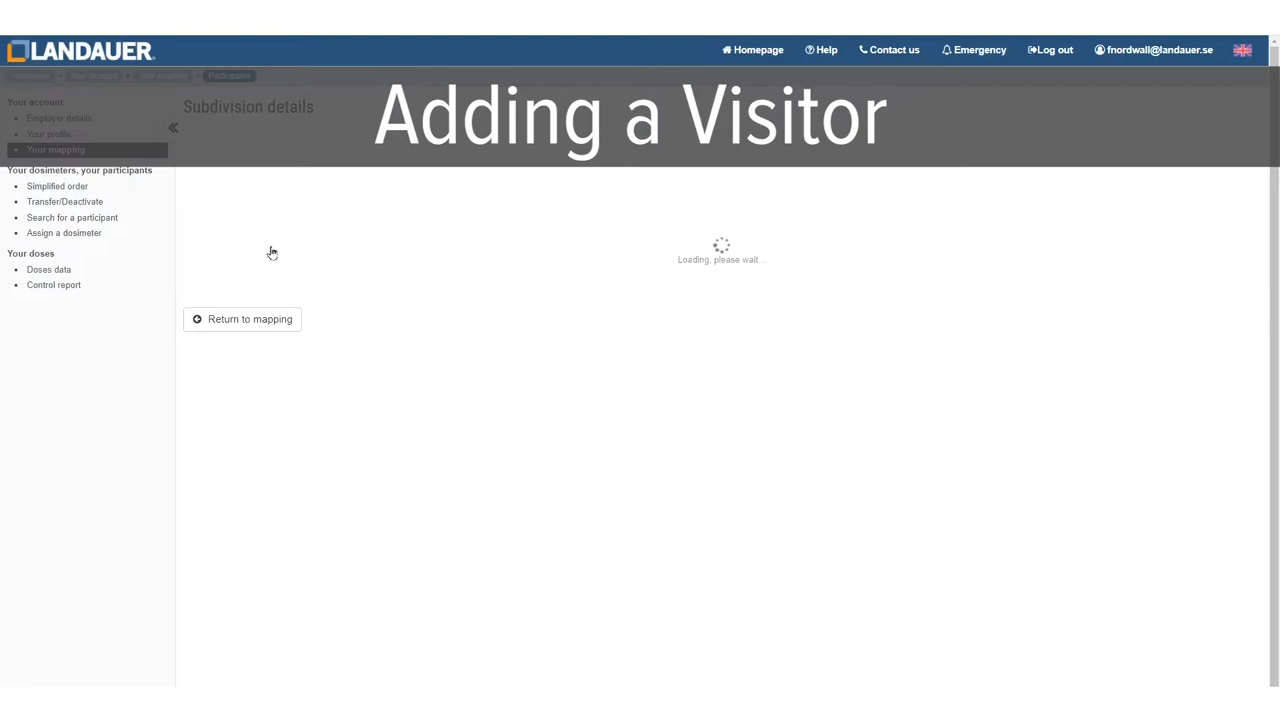 LANDAUER®
Homepage
Help
Contact us
Emergency
Log out
fnordwall@landauer.se
Participants
Adding a Visitor
Your account
Employer details
Your profile
Your mapping
Your dosimeters, your participants
Simplified order
Transfer/Deactivate
Search for a participant
Assign a dosimeter
Your doses
Doses data
Control report
Subdivision details
Loading, please wait...
Return to mapping